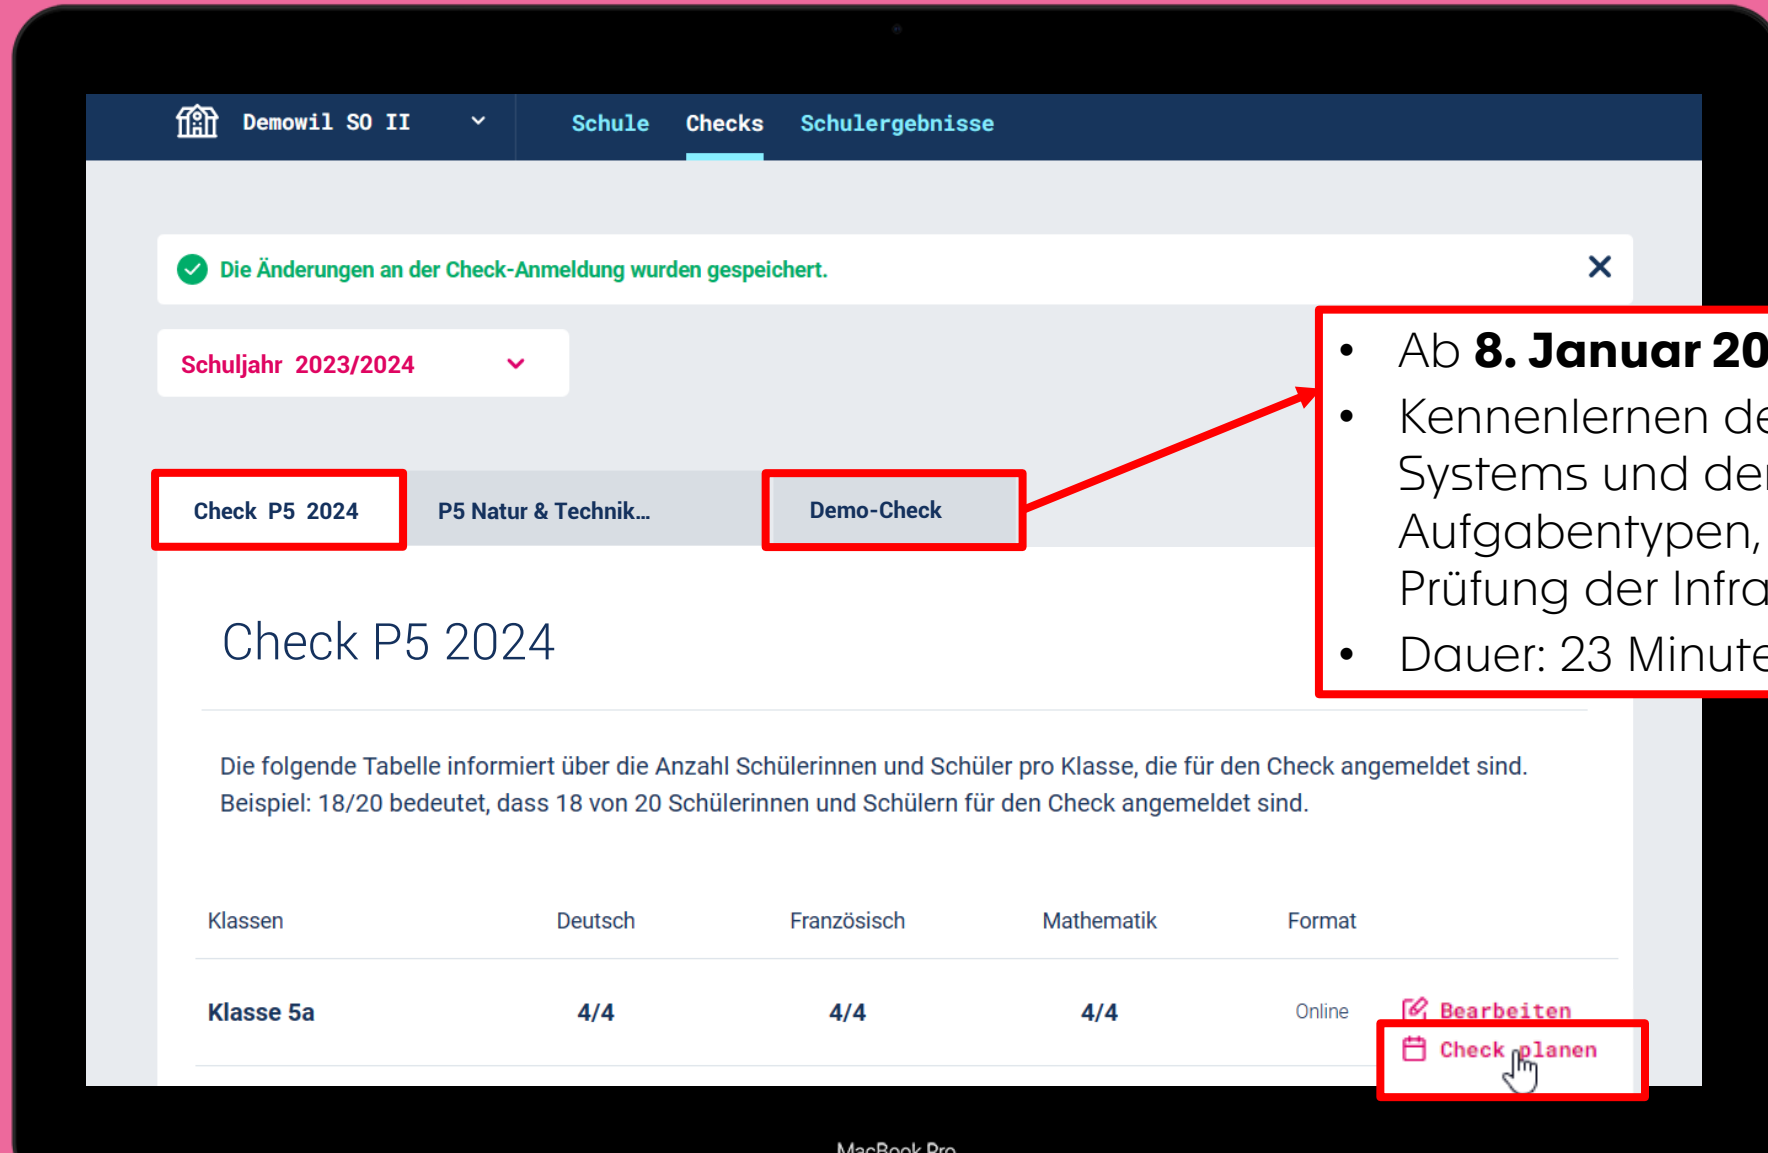 Demowil SO II
Schule Checks Schulergebnisse
Die Änderungen an der Check-Anmeldung wurden gespeichert.
Schuljahr 2023/2024
• Ab 8. Januar 20
• Kennenlernen de
Systems und der
Aufgabentypen,
Prüfung der Infra
• Dauer: 23 Minute
Check P5 2024
P5 Natur & Technik...
Demo-Check
Check P5 2024
Die folgende Tabelle informiert über die Anzahl Schülerinnen und Schüler pro Klasse, die für den Check angemeldet sind.
Beispiel: 18/20 bedeutet, dass 18 von 20 Schülerinnen und Schülern für den Check angemeldet sind.
Klassen Deutsch Französisch Mathematik Format
Klasse 5a 4/4 4/4 4/4 Online Bearbeiten
Check planen
MacBook Pro